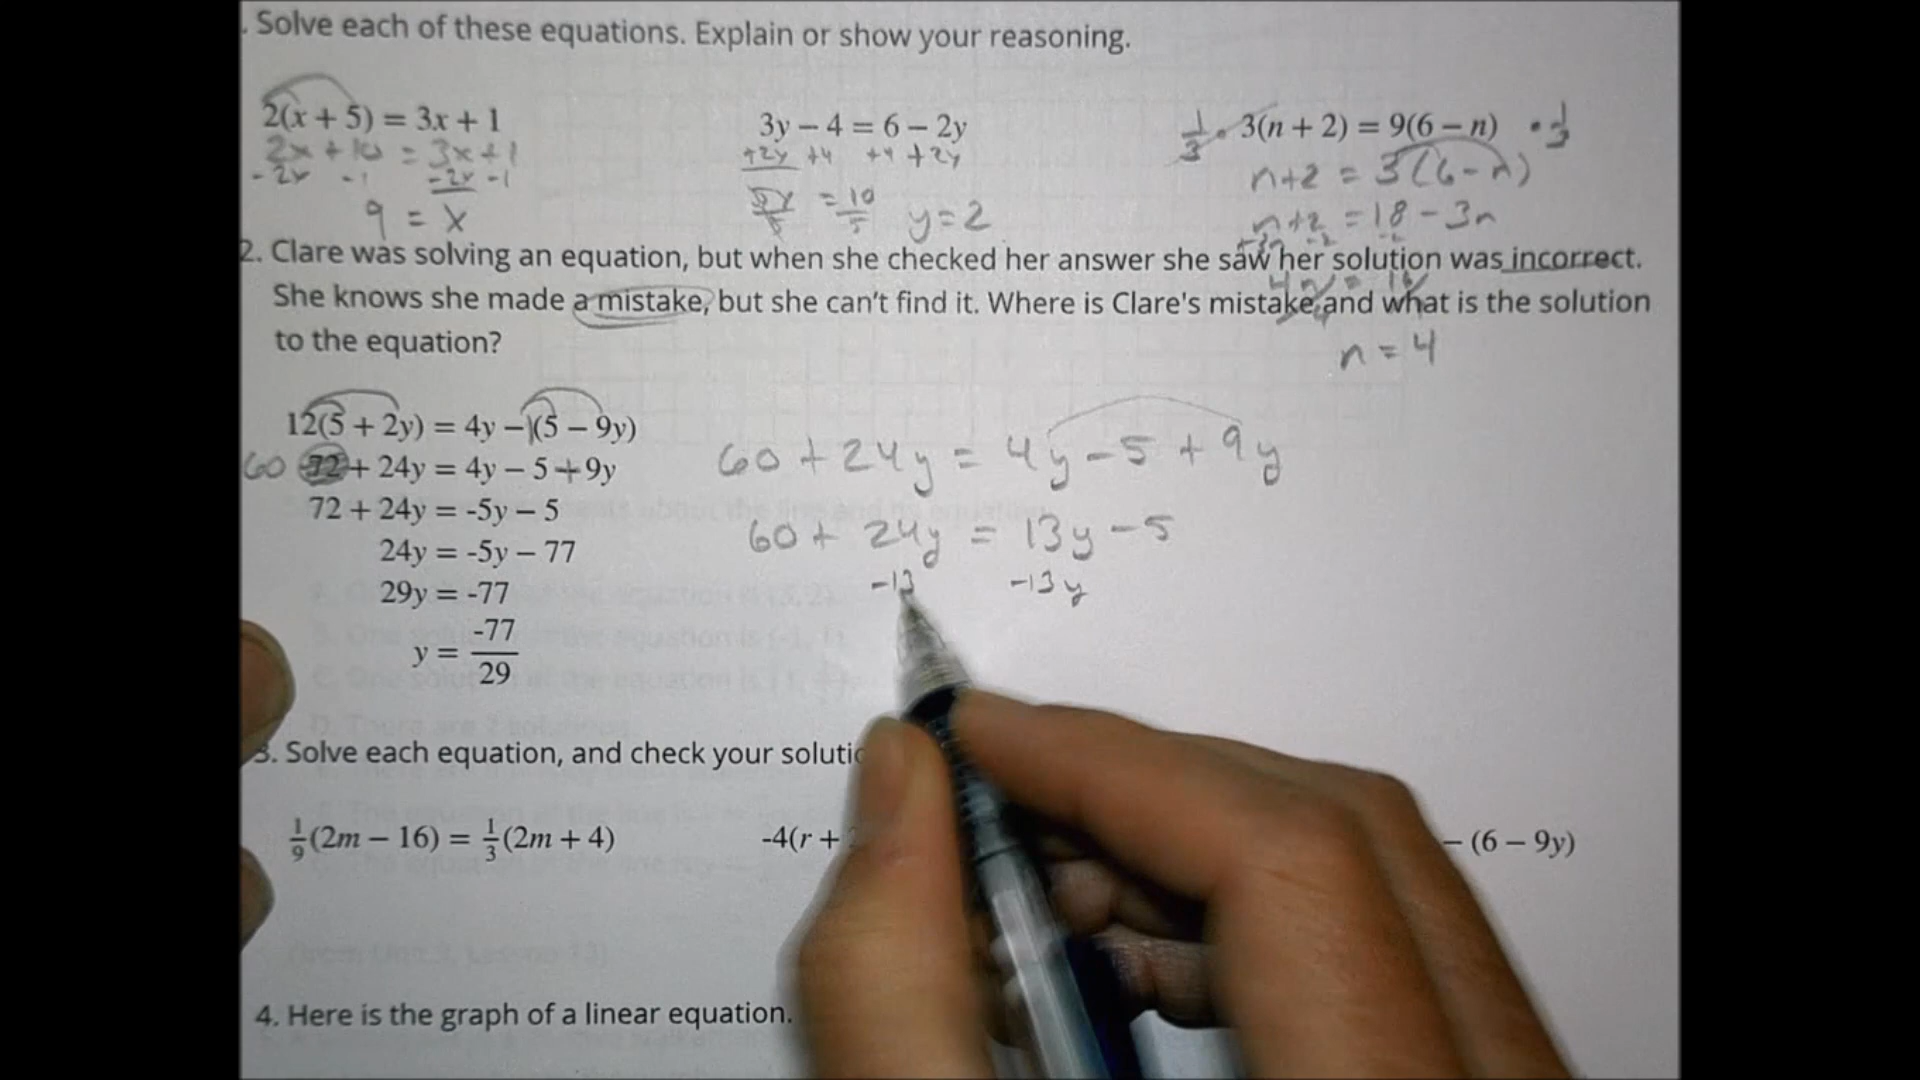 . Solve each of these equations. Explain or show your reasoning.
2(x + 5) = 3x + 1
2x + 10 = 3x + 1
-2x -1 -2x -1
9 = x
3y – 4 = 6 – 2y
+2y +4 +4 +2y
5y/5 = 10/5 y = 2
1/3 • 3(n + 2) = 9(6 – n) • 1/3
n+2 = 3(6-n)
n+2 = 18 - 3n
+3n -2 -2
4n = 16
n = 4
2. Clare was solving an equation, but when she checked her answer she saw her solution was incorrect.
She knows she made a mistake, but she can't find it. Where is Clare's mistake and what is the solution
to the equation?
12(5 + 2y) = 4y – 1(5 – 9y)
60 72 + 24y = 4y – 5 + 9y
72 + 24y = -5y – 5
24y = -5y – 77
29y = -77
y = -77/29
60 + 24y = 4y - 5 + 9y
60 + 24y = 13y - 5
-13 -13y
3. Solve each equation, and check your
1/9(2m – 16) = 1/3(2m + 4)
-4(r +
– (6 – 9y)
4. Here is the graph of a linear equation.